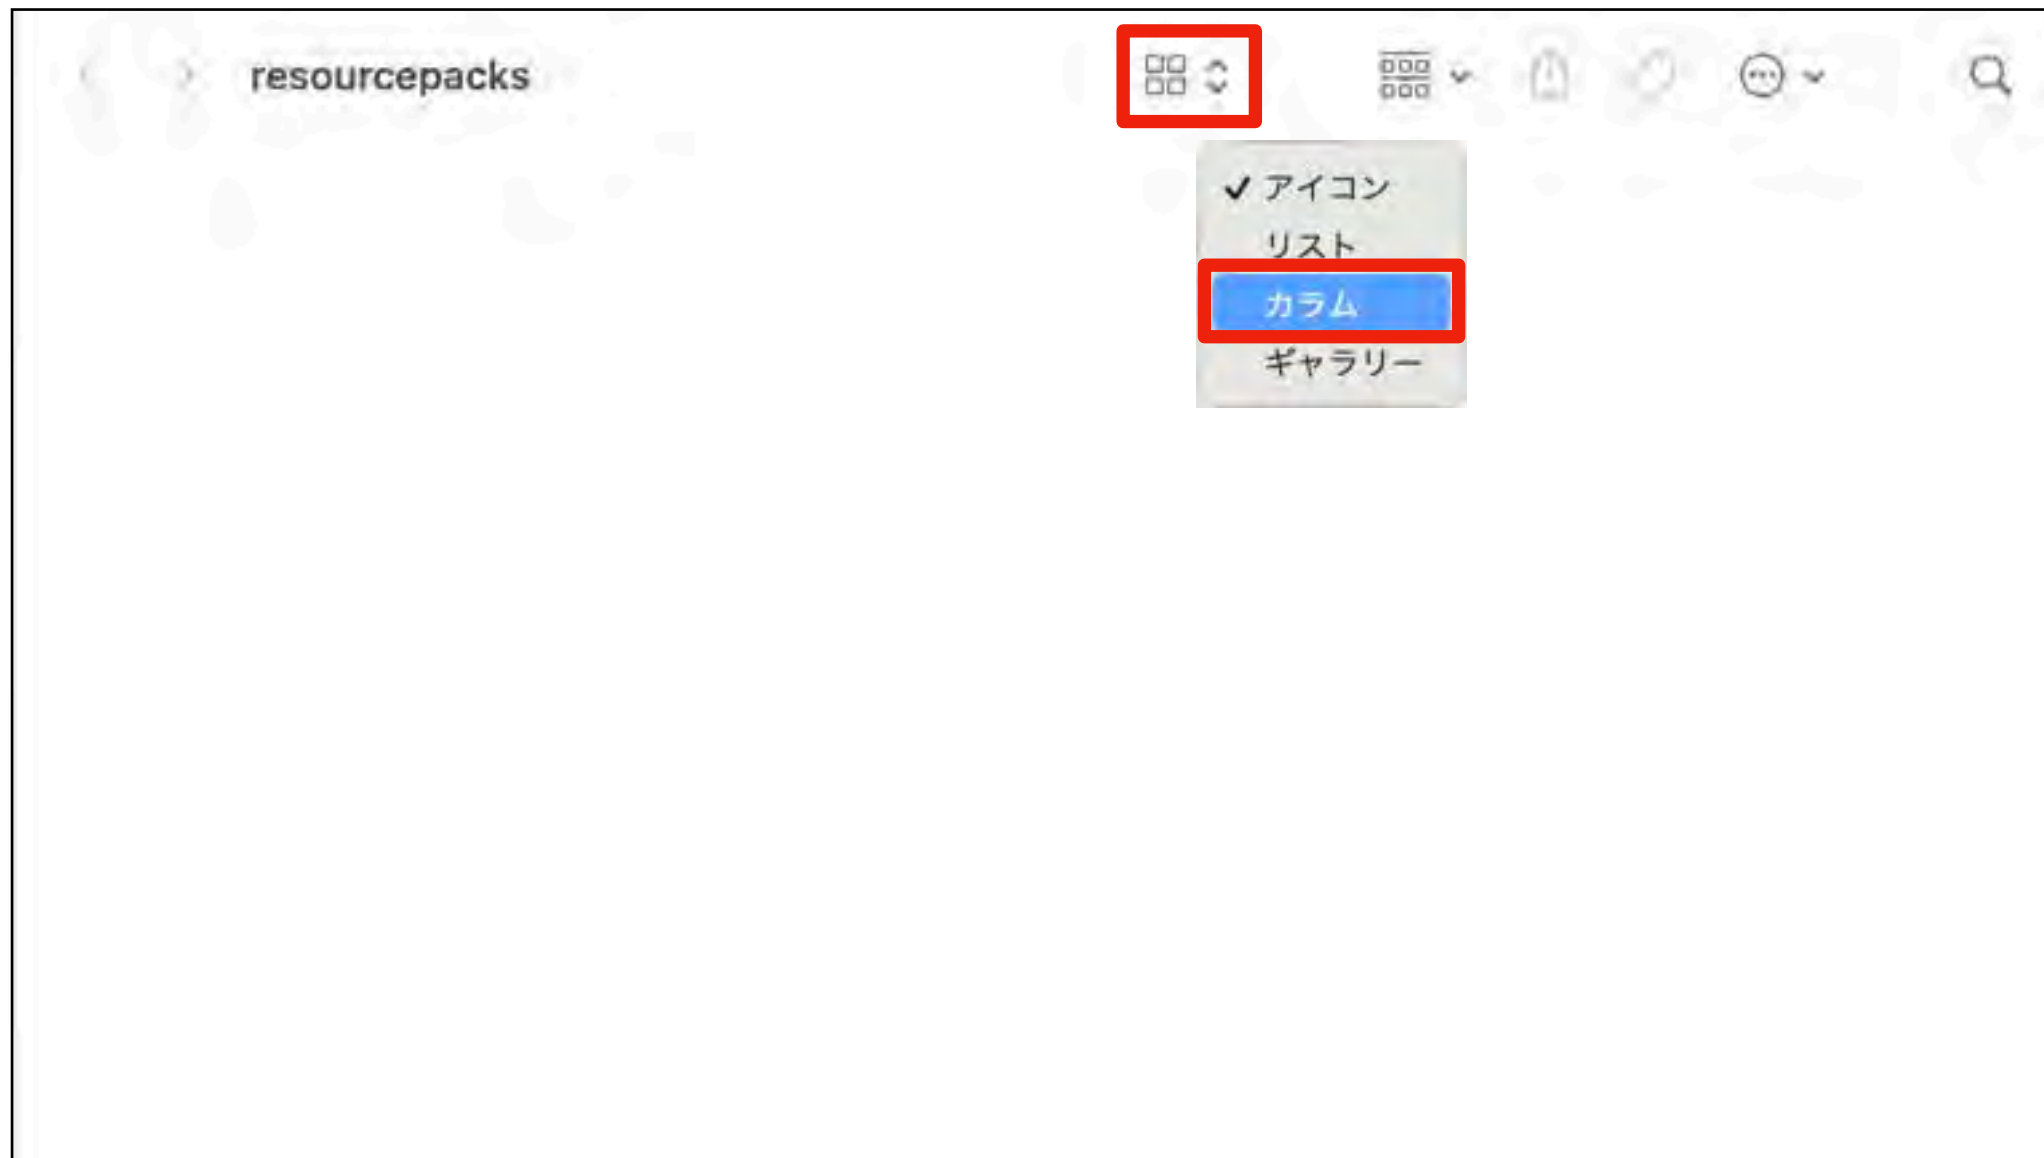 resourcepacks
アイコン
リスト
カラム
ギャラリー